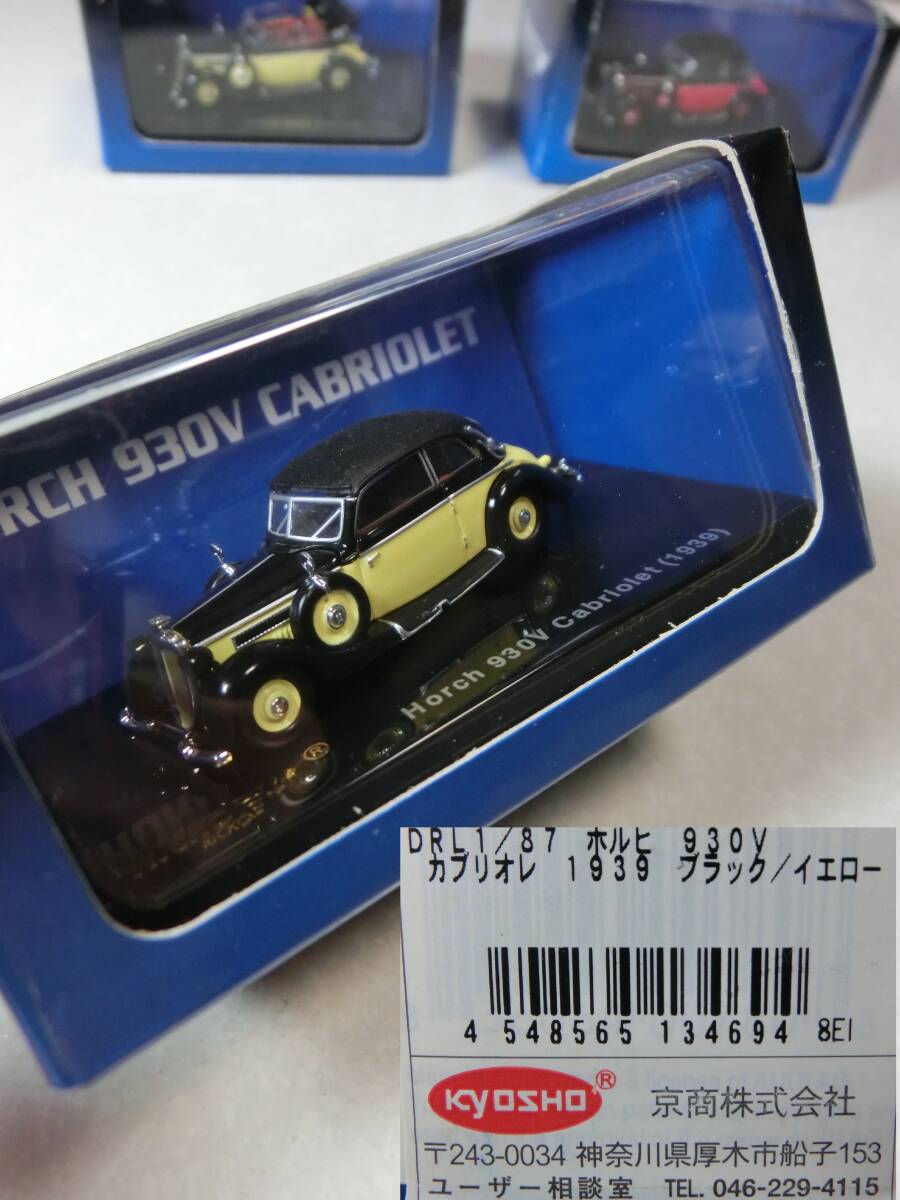 RCH 930V CABRIOLET
Horch 930V Cabriolet (1939)
®
DRL1/87 ホルヒ 930V
カブリオレ 1939 ブラック/イエロー
4 548565 134694 8EI
KYOSHO® 京商株式会社
〒243-0034 神奈川県厚木市船子153
ユーザー相談室 TEL. 046-229-4115